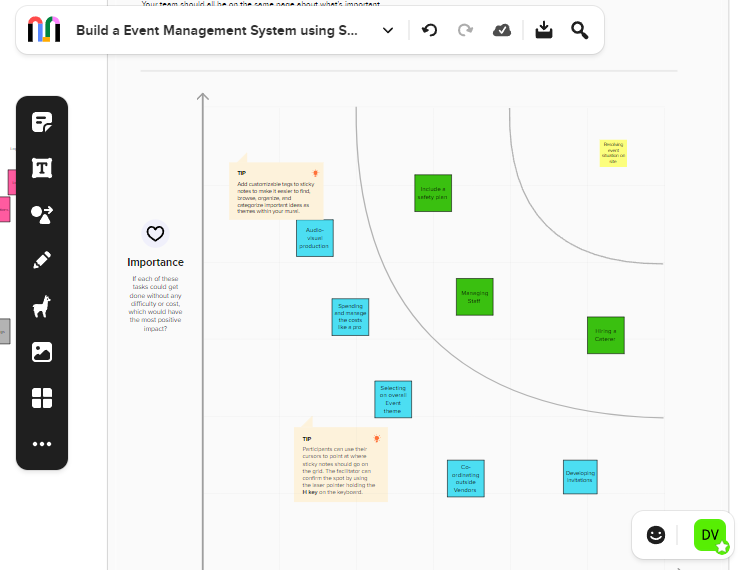 Your team should all be on the same page about what's important.
Build a Event Management System using S...
T
Resolving
event
situation on
site.
TIP
Add customizable tags to sticky
notes to make it easier to find,
browse, organize, and
categorize important ideas as
themes within your mural.
Include a
safety plan
Audio-
visual
production
Importance
If each of these
tasks could get
done without any
difficulty or cost,
which would have
the most positive
impact?
Managing
Staff
Spending
and manage
the costs
like a pro
Hiring a
Caterer
Selecting
on overall
Event
theme
TIP
Participants can use their
cursors to point at where
sticky notes should go on
the grid. The facilitator can
confirm the spot by using
the laser pointer holding the
H key on the keyboard.
Co-
ordinating
outside
Vendors
Developing
invitations
DV